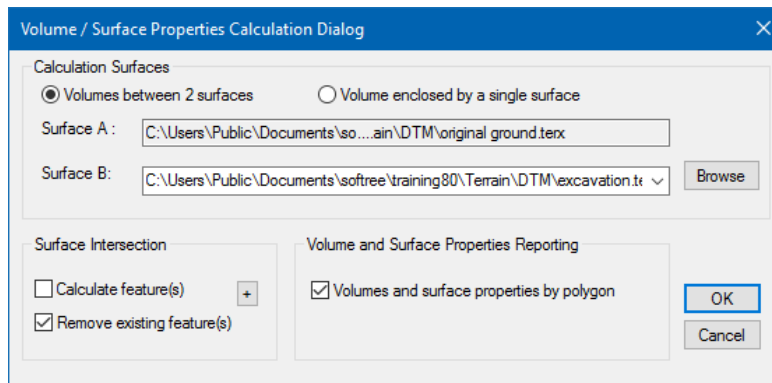 Volume / Surface Properties Calculation Dialog
Calculation Surfaces
Volumes between 2 surfaces
Volume enclosed by a single surface
Surface A :
C:\Users\Public\Documents\so....ain\DTM\original ground.terx
Surface B:
C:\Users\Public\Documents\softree\training80\Terrain\DTM\excavation.te
Browse
Surface Intersection
Volume and Surface Properties Reporting
Calculate feature(s)
+
Volumes and surface properties by polygon
Remove existing feature(s)
OK
Cancel